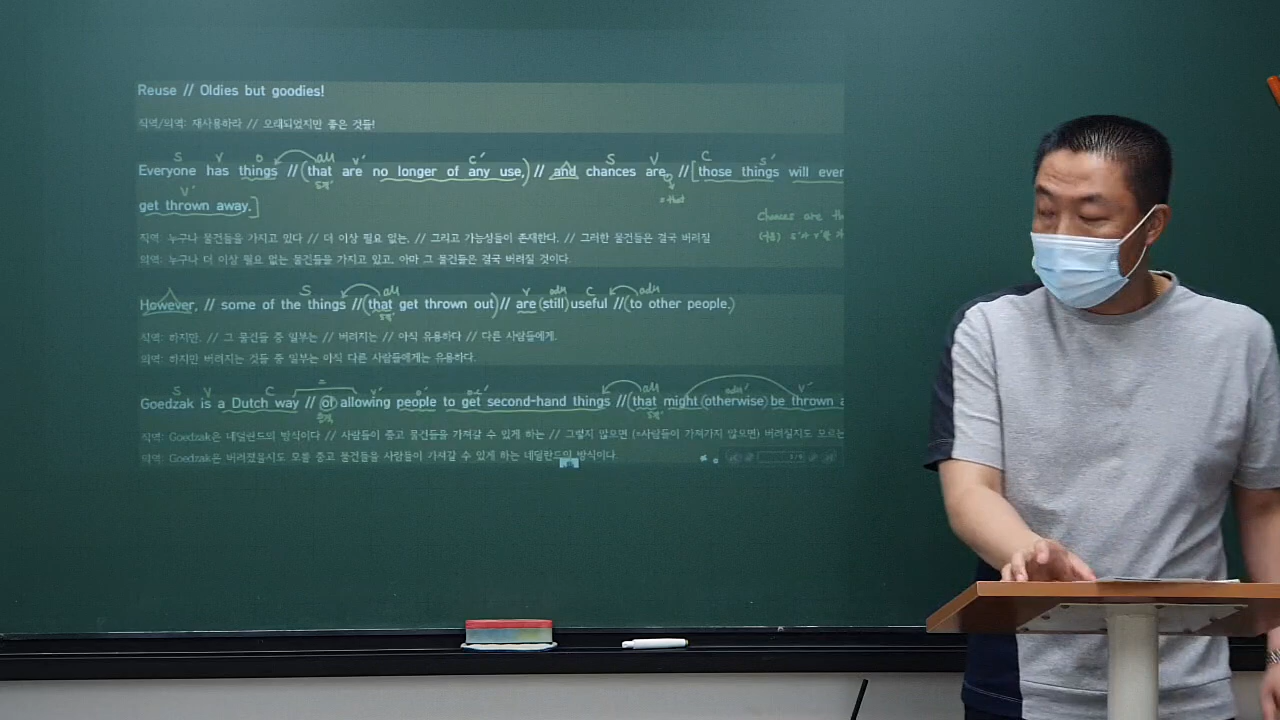 Reuse // Oldies but goodies!
직역/의역: 재사용하라 // 오래되었지만 좋은 것들!
S V O 형 V' C' S V C S'
Everyone has things // (that are no longer of any use,) // and chances are // [those things will ever
주격' = that
V'
get thrown away.]
Chances are th
직역: 누구나 물건들을 가지고 있다 // 더 이상 필요 없는. // 그리고 가능성들이 존재한다. // 그러한 물건들은 결국 버려질
의역: 누구나 더 이상 필요 없는 물건들을 가지고 있고, 아마 그 물건들은 결국 버려질 것이다.
S V C
However, // some of the things // (that get thrown out) // are (still) useful // (to other people.)
직역: 하지만, // 그 물건들 중 일부는 // 버려지는 // 아직 유용하다 // 다른 사람들에게.
의역: 하지만 버려지는 것들 중 일부는 아직 다른 사람들에게는 유용하다.
S V C = V' O' O.C' V'
Goedzak is a Dutch way // of allowing people to get second-hand things // (that might (otherwise) be thrown a
직역: Goedzak은 네덜란드의 방식이다 // 사람들이 중고 물건들을 가져갈 수 있게 하는 // 그렇지 않으면 (=사람들이 가져가지 않으면) 버려질지도 모르는
의역: Goedzak은 버려졌을지도 모를 중고 물건들을 사람들이 가져갈 수 있게 하는 네덜란드의 방식이다.